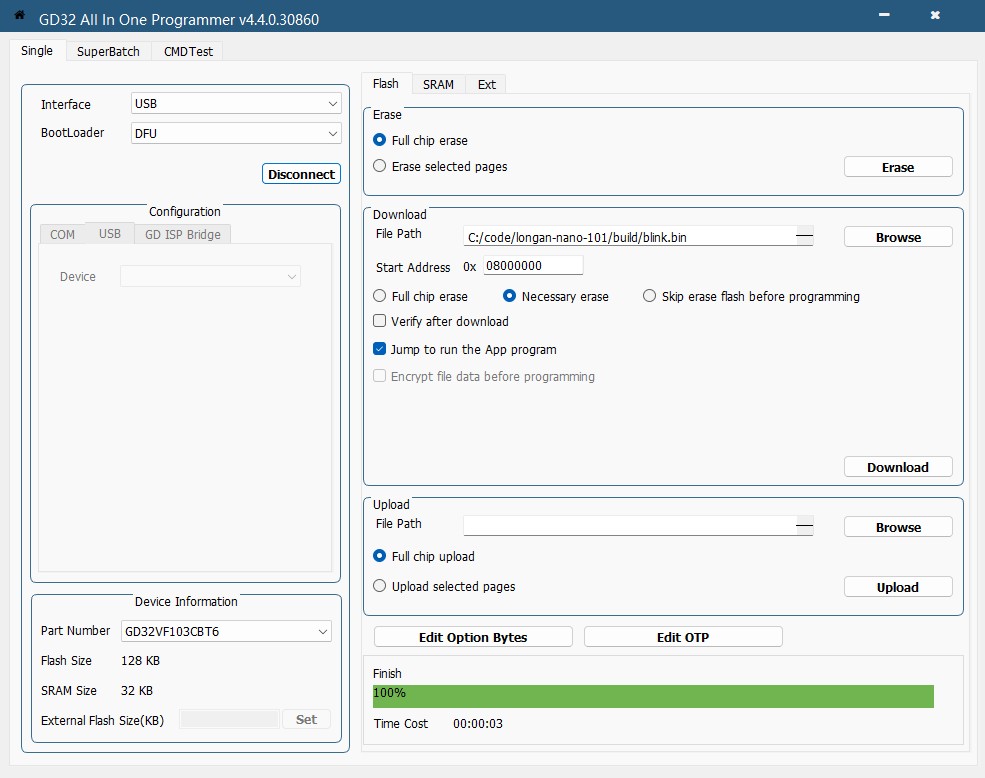 GD32 All In One Programmer v4.4.0.30860
Single SuperBatch CMDTest
Interface USB
BootLoader DFU
Disconnect
Configuration
COM USB GD ISP Bridge
Device
Device Information
Part Number GD32VF103CBT6
Flash Size 128 KB
SRAM Size 32 KB
External Flash Size(KB) Set
Flash SRAM Ext
Erase
Full chip erase
Erase selected pages Erase
Download
File Path C:/code/longan-nano-101/build/blink.bin Browse
Start Address 0x 08000000
Full chip erase Necessary erase Skip erase flash before programming
Verify after download
Jump to run the App program
Encrypt file data before programming
Download
Upload
File Path Browse
Full chip upload
Upload selected pages Upload
Edit Option Bytes Edit OTP
Finish
100%
Time Cost 00:00:03